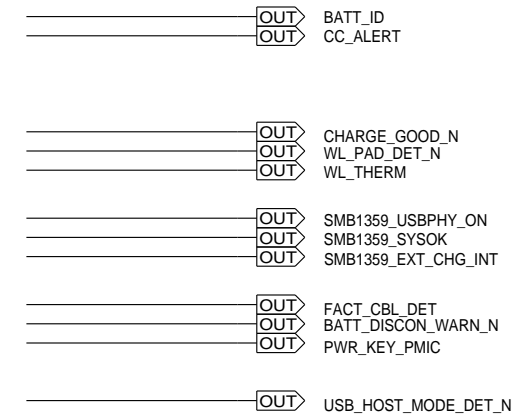 OUT BATT_ID
OUT CC_ALERT
OUT CHARGE_GOOD_N
OUT WL_PAD_DET_N
OUT WL_THERM
OUT SMB1359_USBPHY_ON
OUT SMB1359_SYSOK
OUT SMB1359_EXT_CHG_INT
OUT FACT_CBL_DET
OUT BATT_DISCON_WARN_N
OUT PWR_KEY_PMIC
OUT USB_HOST_MODE_DET_N